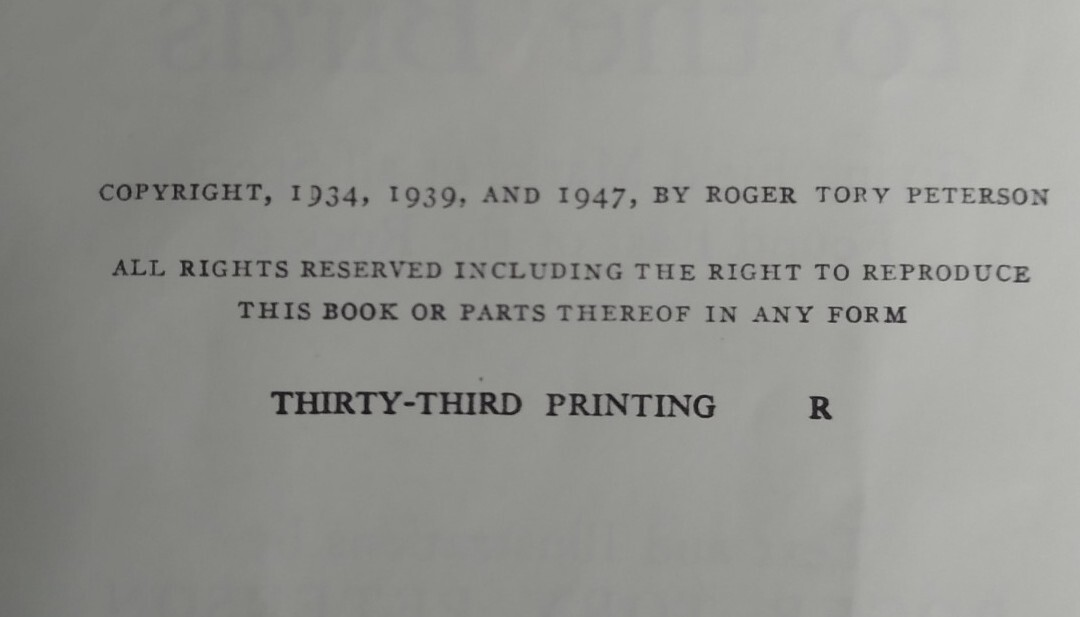 COPYRIGHT, 1934, 1939, AND 1947, BY ROGER TORY PETERSON
ALL RIGHTS RESERVED INCLUDING THE RIGHT TO REPRODUCE
THIS BOOK OR PARTS THEREOF IN ANY FORM
THIRTY-THIRD PRINTING R